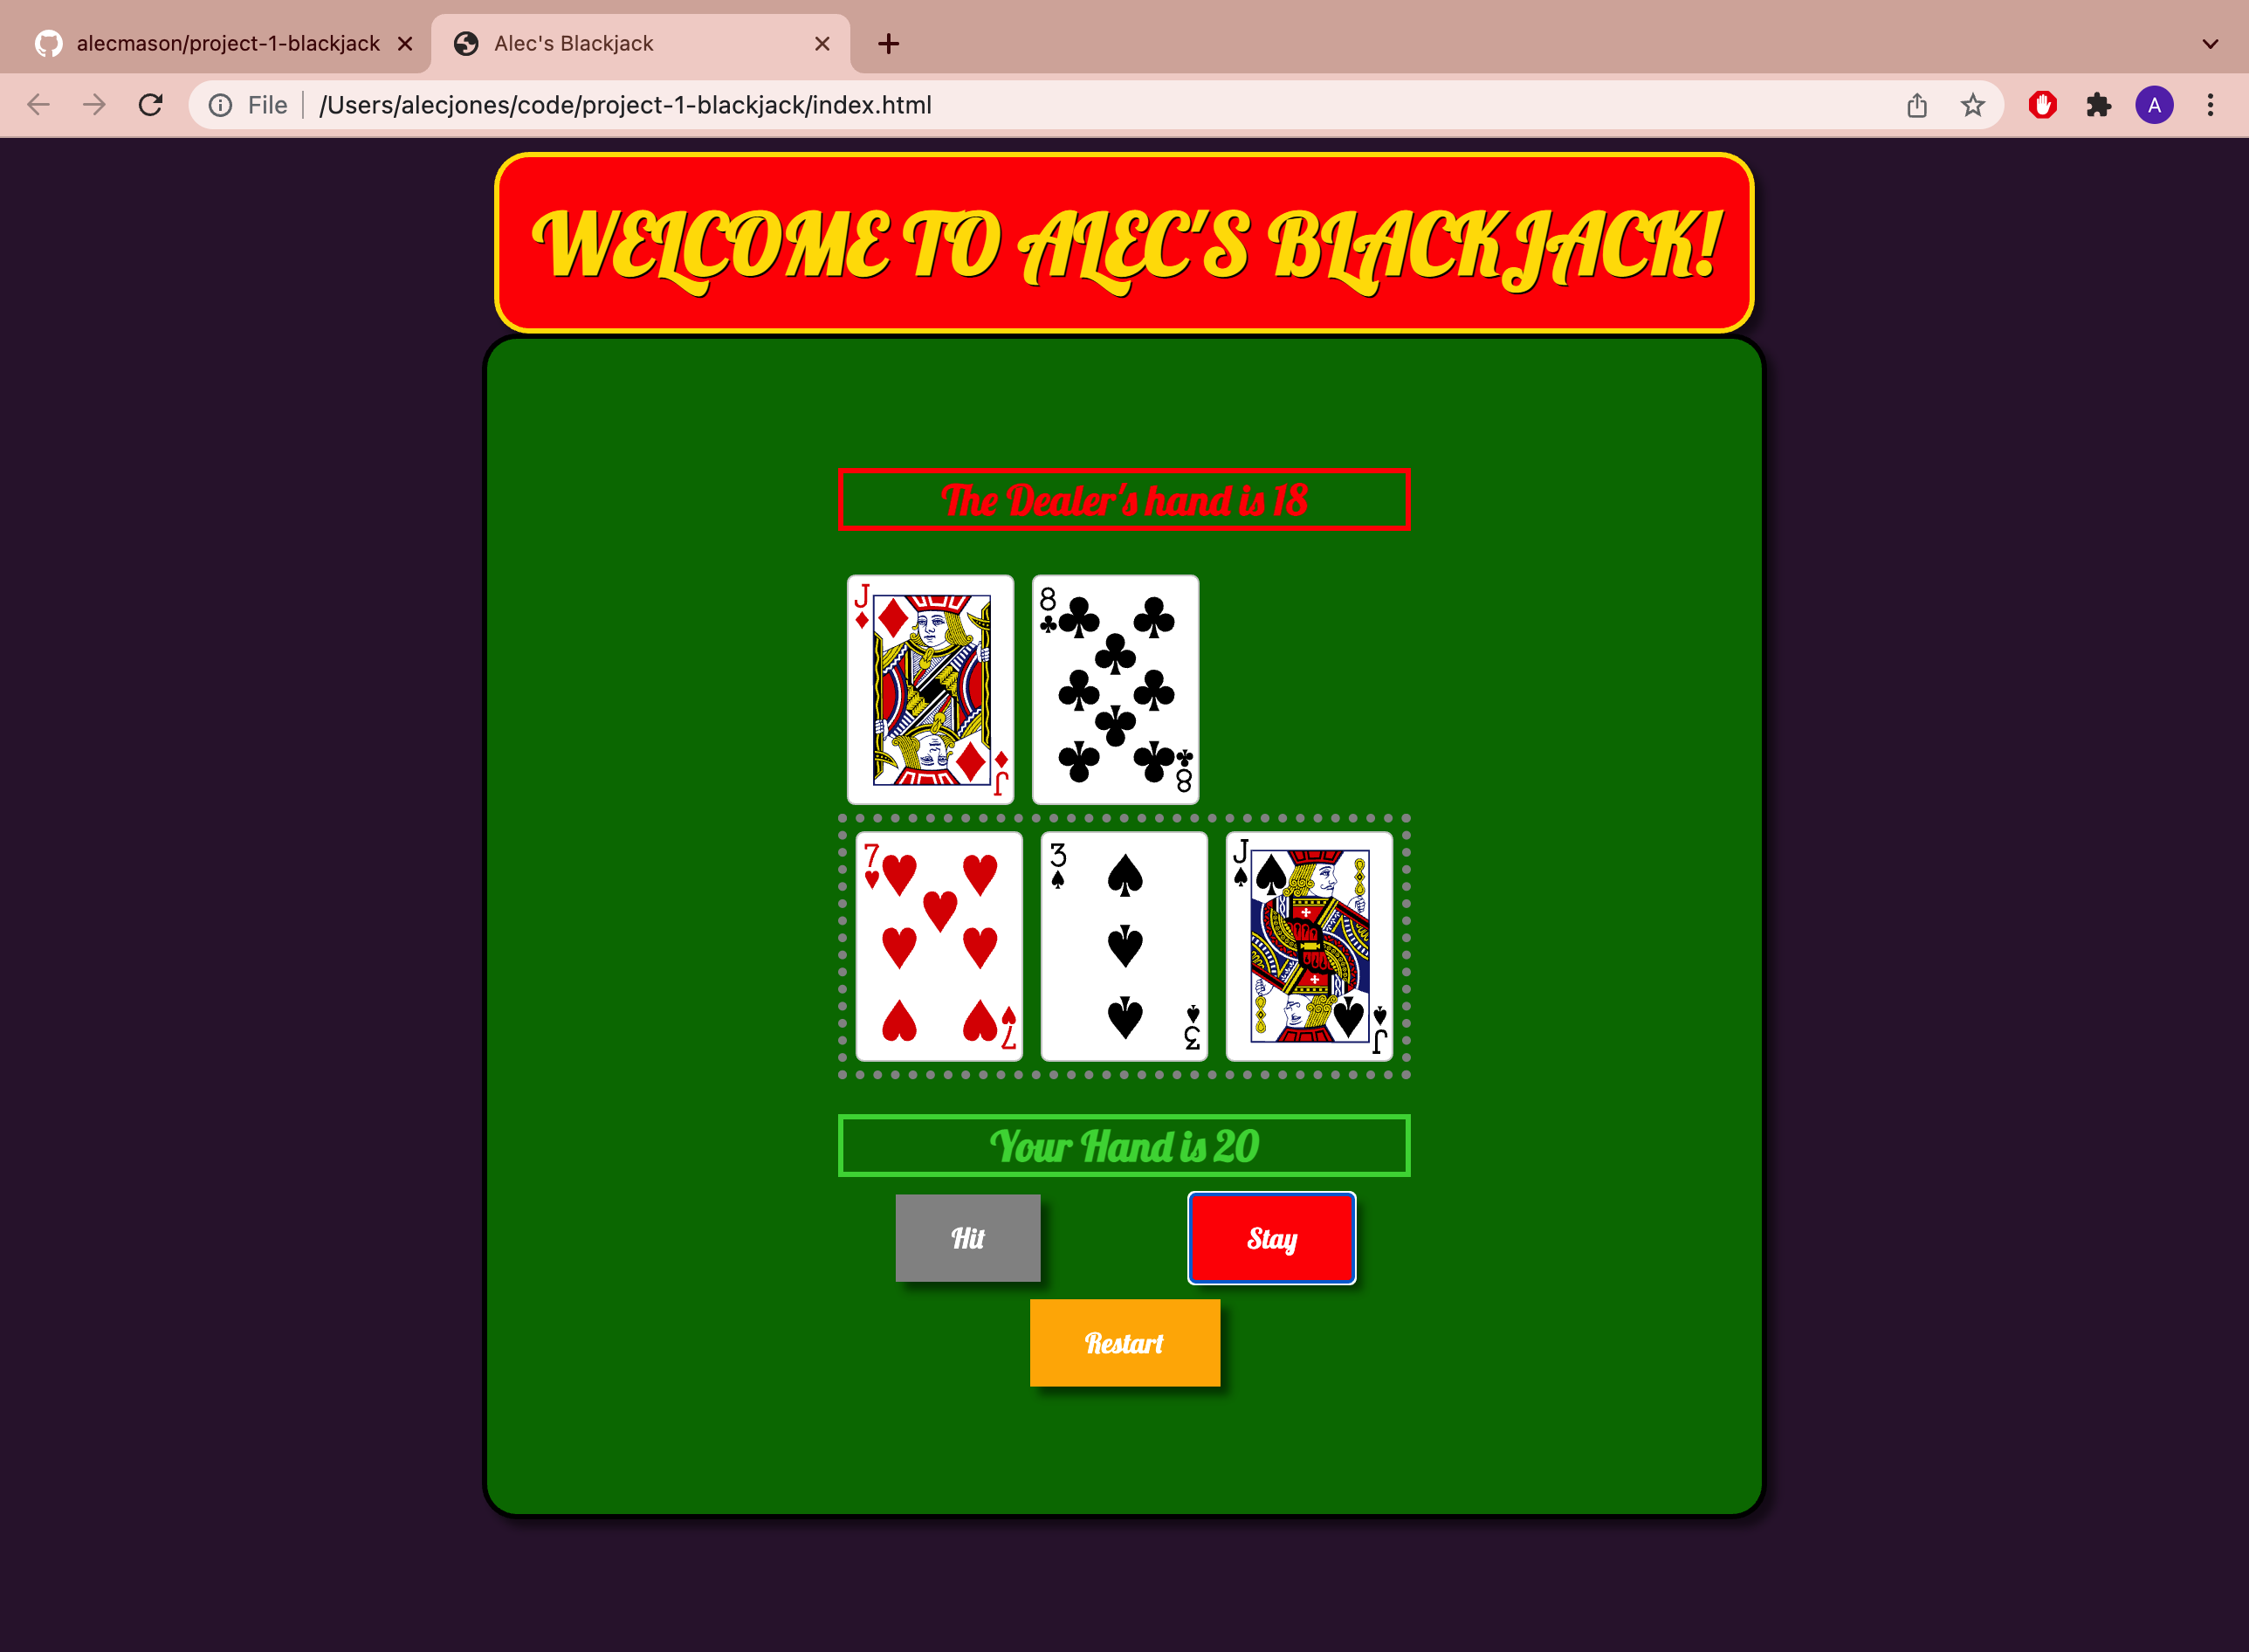 alecmason/project-1-blackjack
Alec's Blackjack
File
/Users/alecjones/code/project-1-blackjack/index.html
A
WELCOME TO ALEC'S BLACKJACK!
The Dealer's hand is 18
J
8
J
8
7
3
J
7
3
J
Your Hand is 20
Hit
Stay
Restart